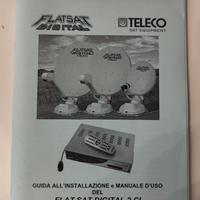 FLATSAT
DIGITAL
TELECO
SAT EQUIPMENT
GUIDA ALL'INSTALLAZIONE e MANUALE D'USO
DEL
FLAT SAT DIGITAL 2 CI